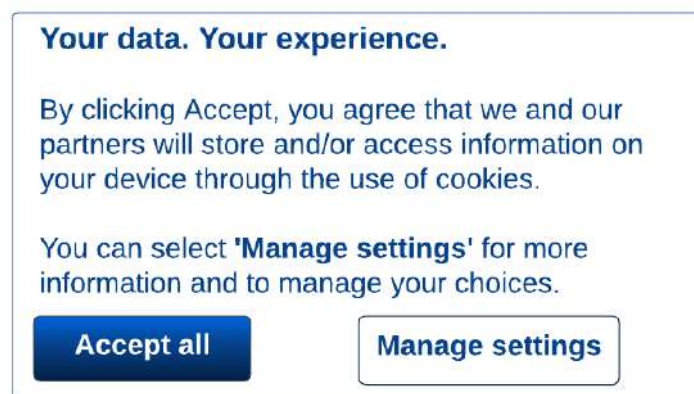 Your data. Your experience.
By clicking Accept, you agree that we and our
partners will store and/or access information on
your device through the use of cookies.
You can select 'Manage settings' for more
information and to manage your choices.
Accept all
Manage settings